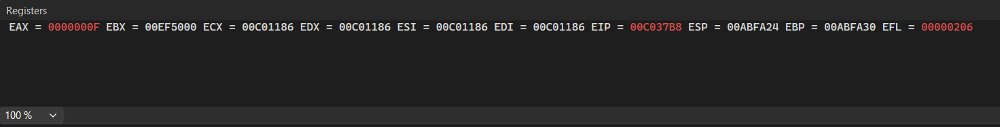 Registers
EAX = 0000000F EBX = 00EF5000 ECX = 00C01186 EDX = 00C01186 ESI = 00C01186 EDI = 00C01186 EIP = 00C037B8 ESP = 00ABFA24 EBP = 00ABFA30 EFL = 00000206
100 %